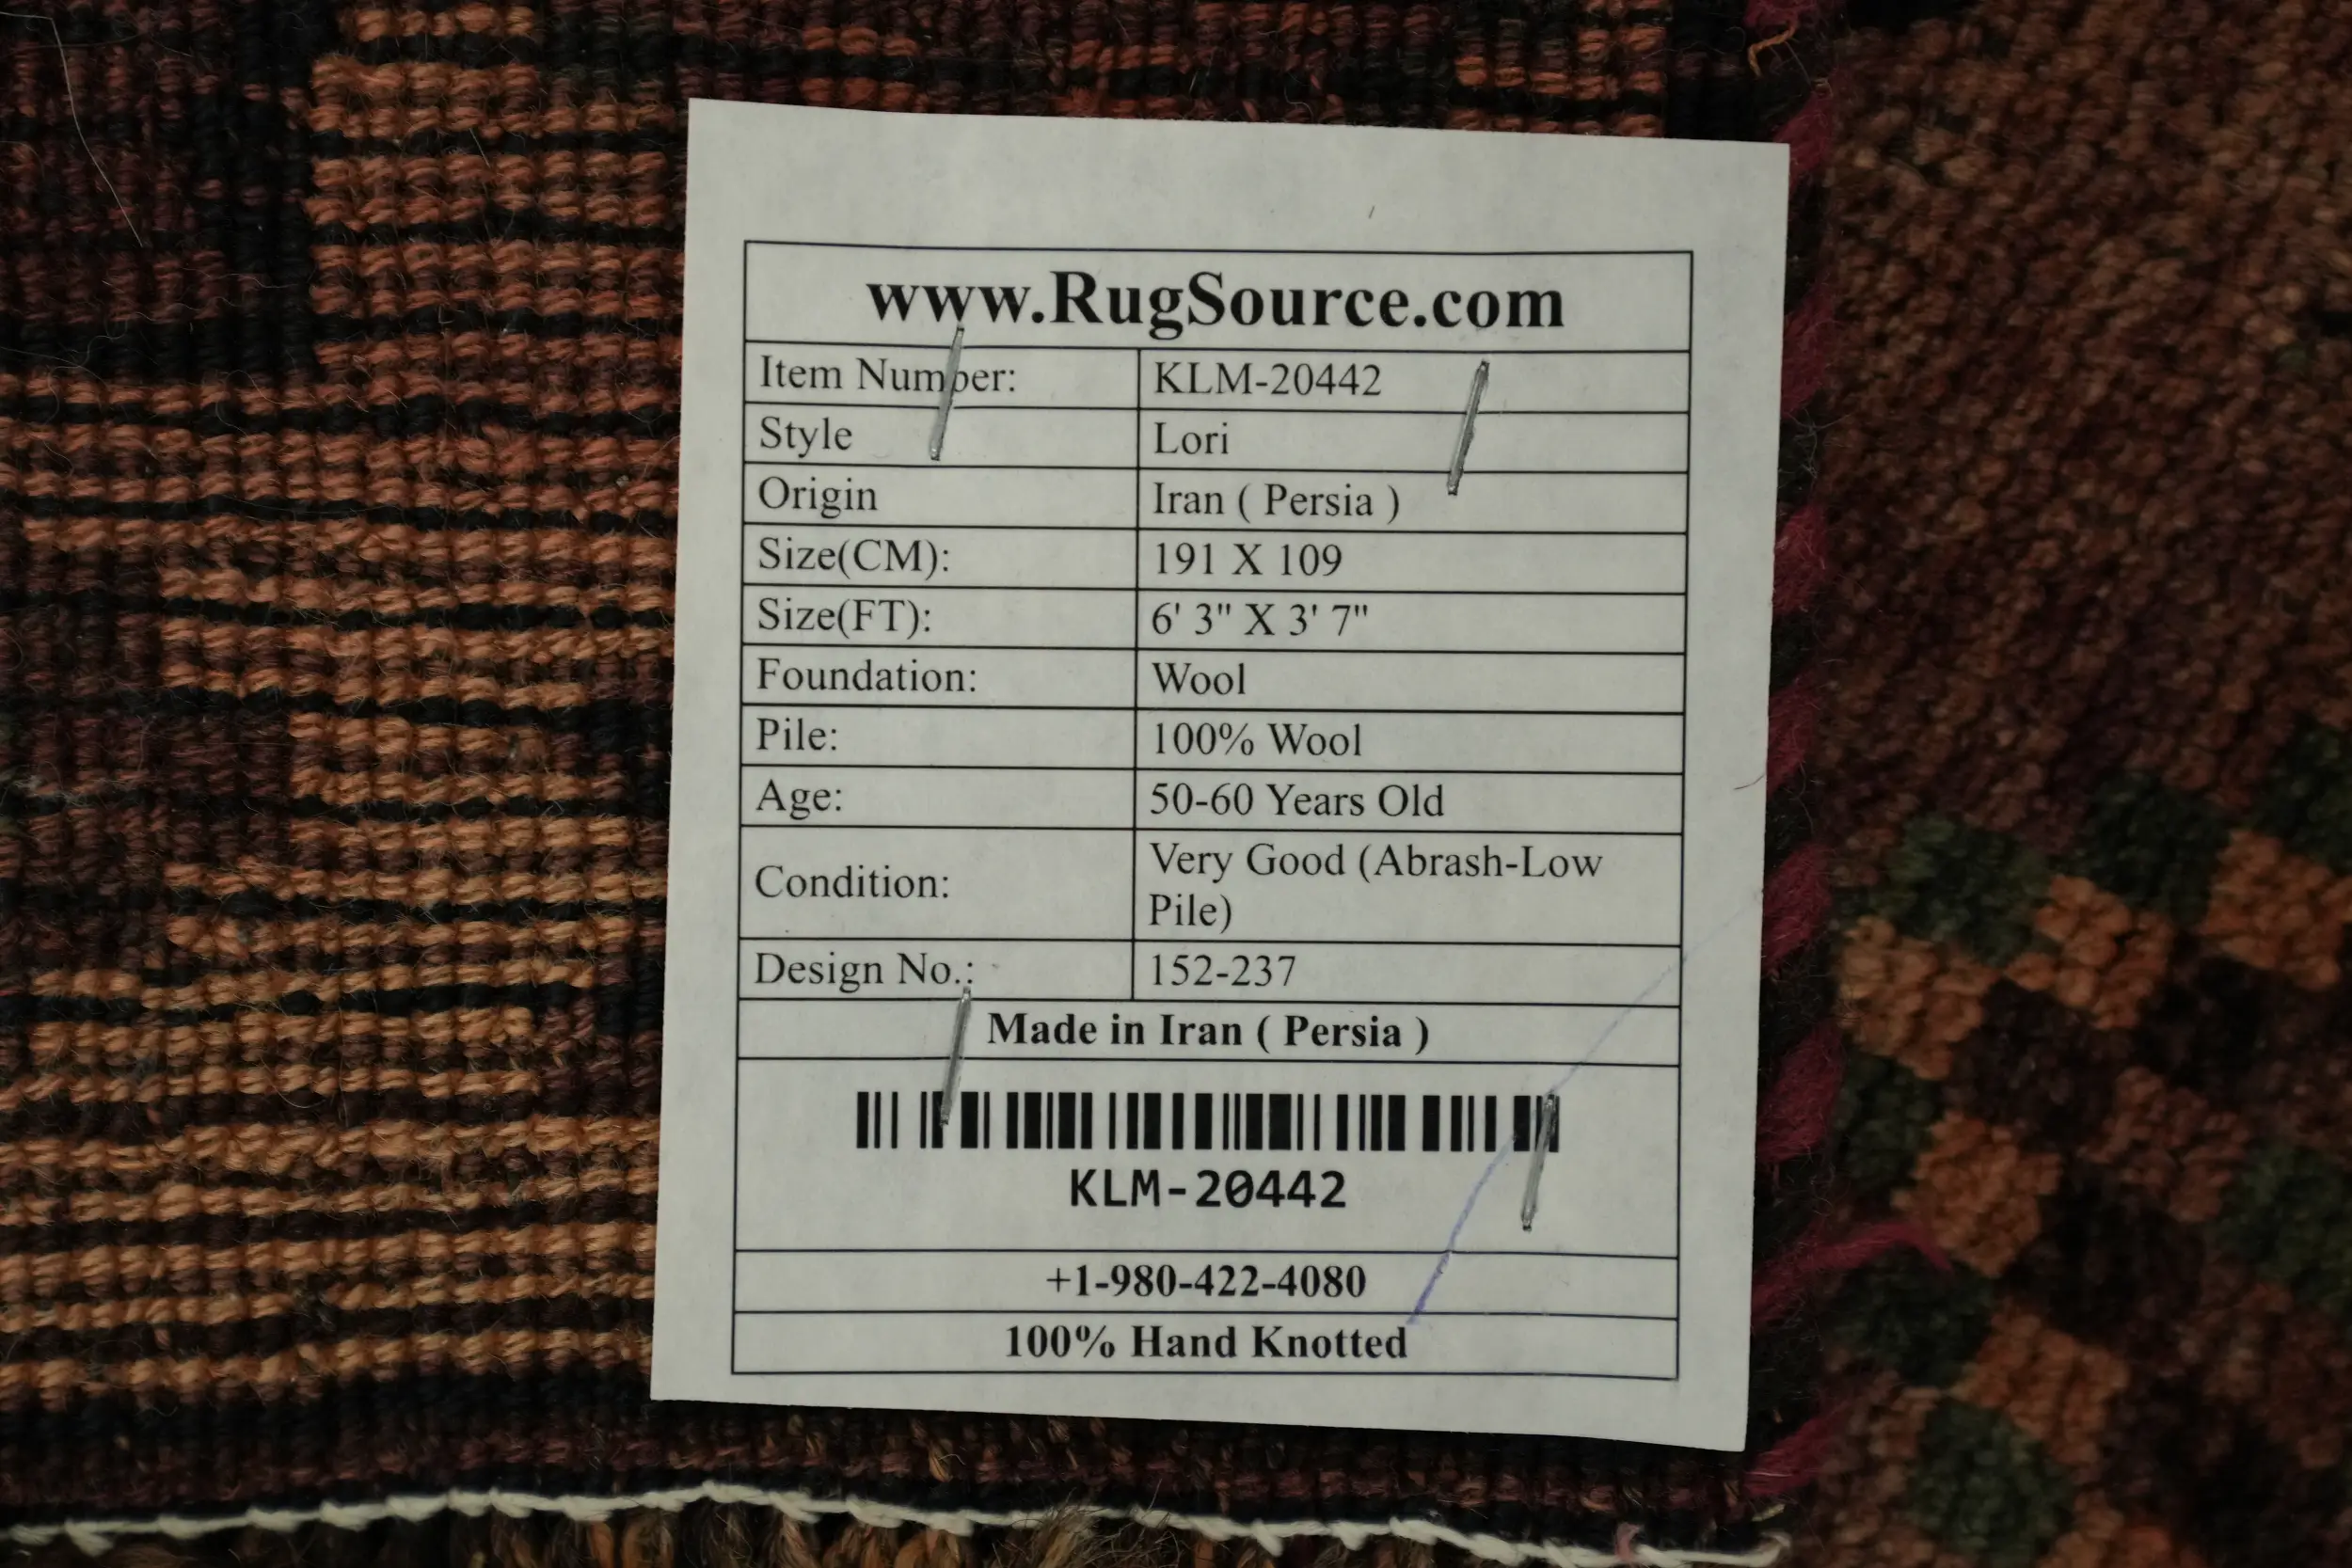 www.RugSource.com
Item Number: KLM-20442
Style Lori
Origin Iran ( Persia )
Size(CM): 191 X 109
Size(FT): 6' 3" X 3' 7"
Foundation: Wool
Pile: 100% Wool
Age: 50-60 Years Old
Condition: Very Good (Abrash-Low
Pile)
Design No.: 152-237
Made in Iran ( Persia )
KLM-20442
+1-980-422-4080
100% Hand Knotted